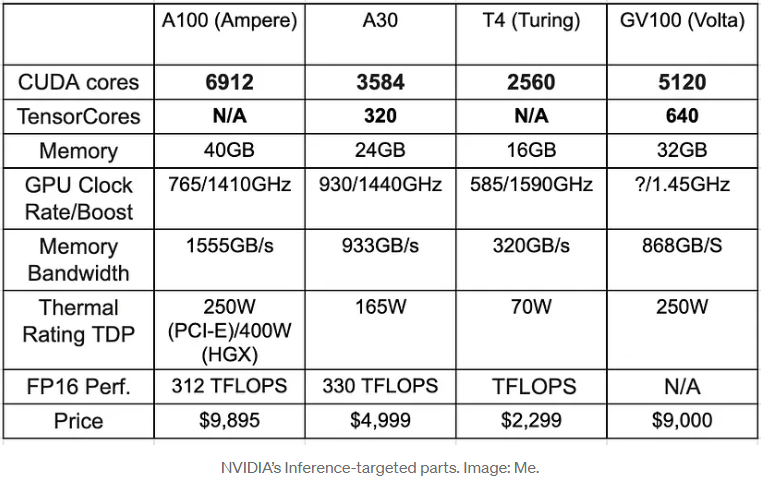 A100 (Ampere) A30 T4 (Turing) GV100 (Volta)
CUDA cores 6912 3584 2560 5120
TensorCores N/A 320 N/A 640
Memory 40GB 24GB 16GB 32GB
GPU Clock 765/1410GHz 930/1440GHz 585/1590GHz ?/1.45GHz
Rate/Boost
Memory 1555GB/s 933GB/s 320GB/s 868GB/S
Bandwidth
Thermal 250W 165W 70W 250W
Rating TDP (PCI-E)/400W
(HGX)
FP16 Perf. 312 TFLOPS 330 TFLOPS TFLOPS N/A
Price $9,895 $4,999 $2,299 $9,000
NVIDIA's Inference-targeted parts. Image: Me.